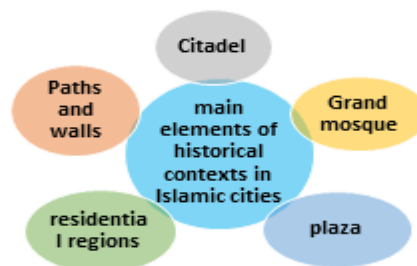 Citadel
Paths
and
walls
main
elements of
historical
contexts in
Islamic cities
Grand
mosque
residentia
l regions
plaza